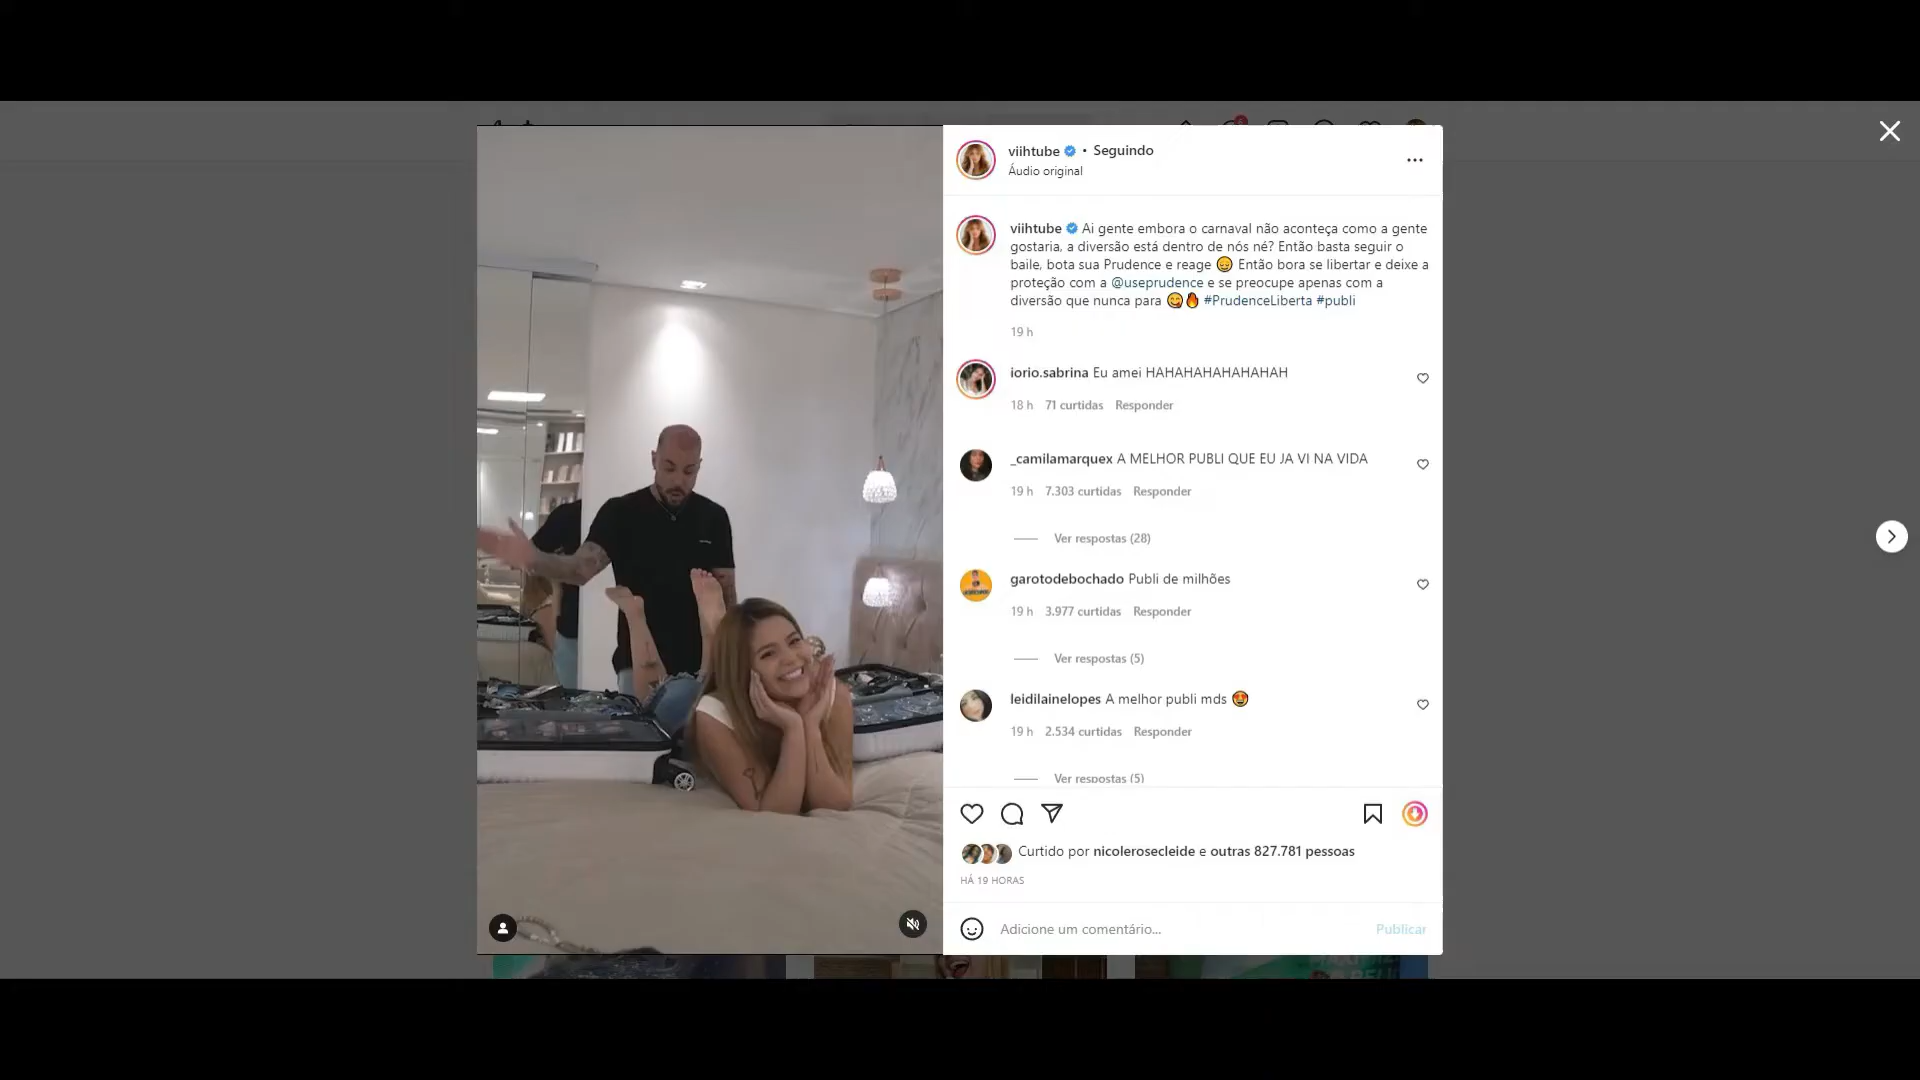 viihtube • Seguindo
Áudio original
viihtube Ai gente embora o carnaval não aconteça como a gente
gostaria, a diversão está dentro de nós né? Então basta seguir o
baile, bota sua Prudence e reage 😏 Então bora se libertar e deixe a
proteção com a @useprudence e se preocupe apenas com a
diversão que nunca para 😋🔥 #PrudenceLiberta #publi
19 h
iorio.sabrina Eu amei HAHAHAHAHAHAHAH
18 h 71 curtidas Responder
_camilamarquex A MELHOR PUBLI QUE EU JA VI NA VIDA
19 h 7.303 curtidas Responder
Ver respostas (28)
garotodebochado Publi de milhões
19 h 3.977 curtidas Responder
Ver respostas (5)
leidilainelopes A melhor publi mds 😍
19 h 2.534 curtidas Responder
Ver respostas (5)
Curtido por nicolerosecleide e outras 827.781 pessoas
HÁ 19 HORAS
Adicione um comentário...
Publicar